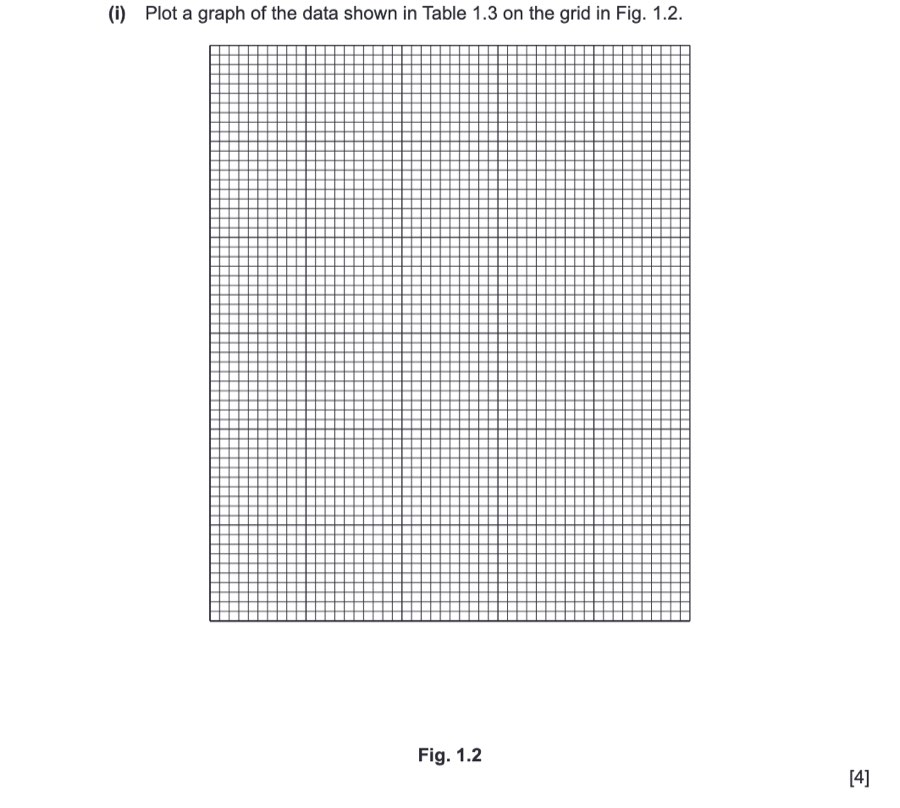 (i) Plot a graph of the data shown in Table 1.3 on the grid in Fig. 1.2.
Fig. 1.2
[4]